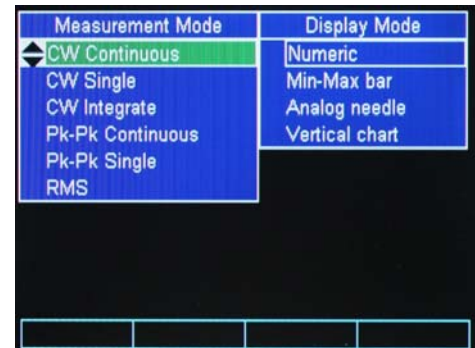 Measurement Mode
CW Continuous
CW Single
CW Integrate
Pk-Pk Continuous
Pk-Pk Single
RMS
Display Mode
Numeric
Min-Max bar
Analog needle
Vertical chart